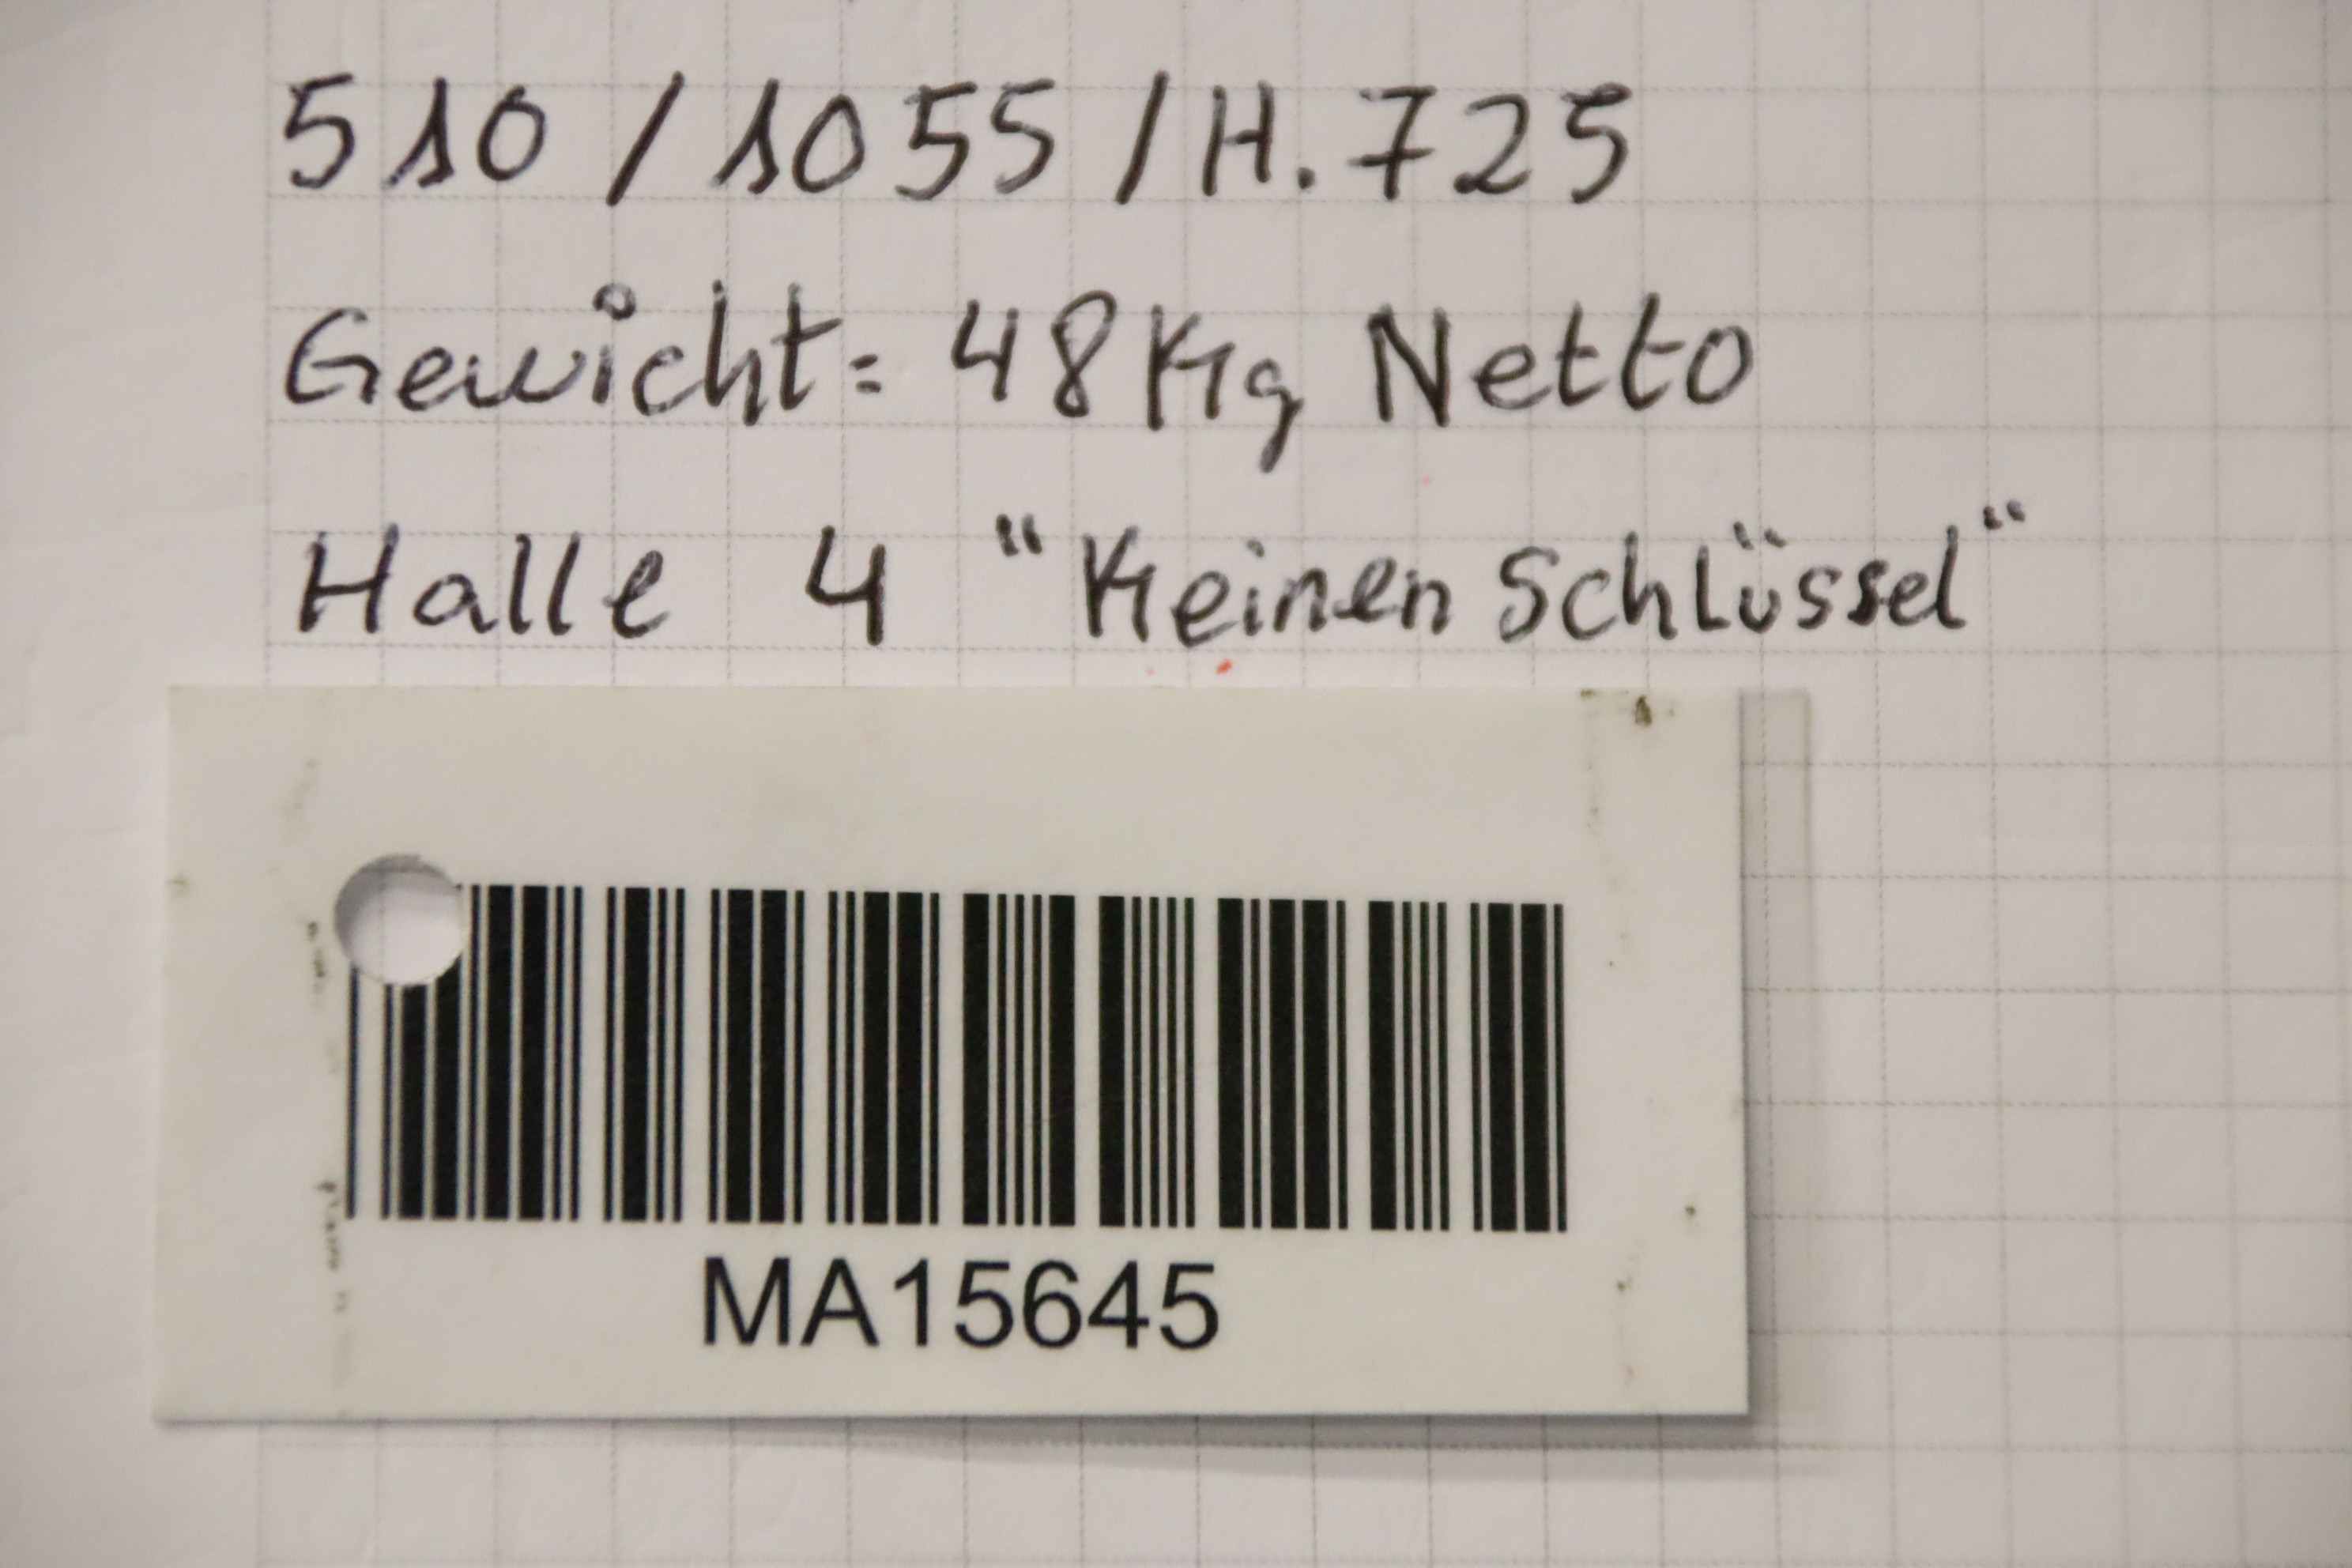 510 / 1055 / H. 725
Gewicht: 48 Kg Netto
Halle 4 "Keinen Schlüssel"
MA15645